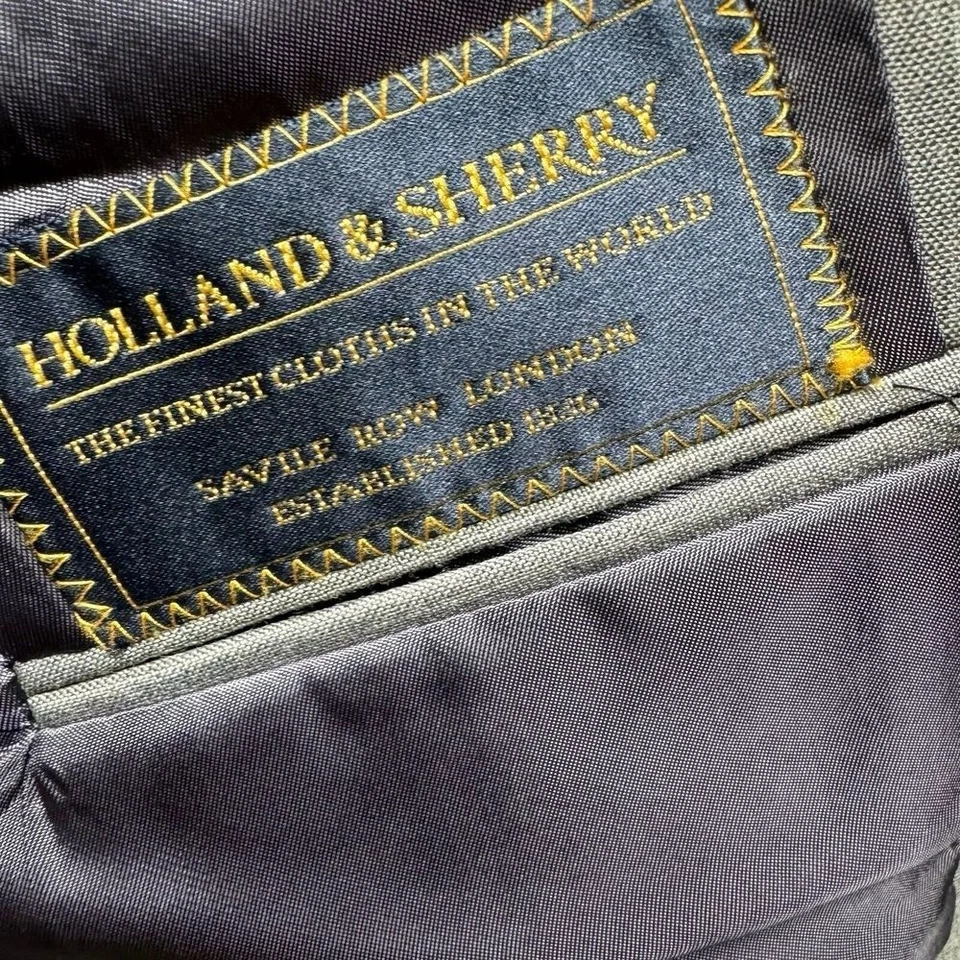 HOLLAND & SHERRY
THE FINEST CLOTHS IN THE WORLD
SAVILE ROW LONDON
ESTABLISHED 1836